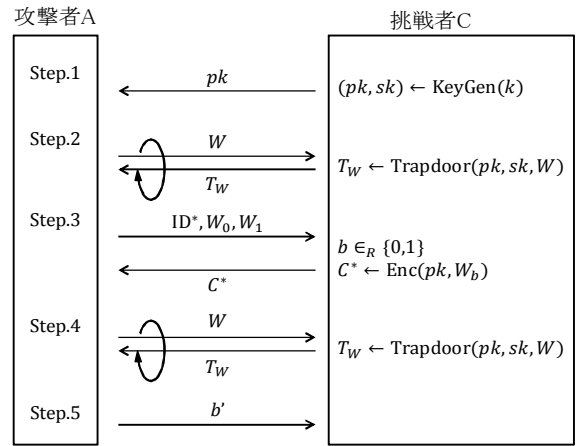 攻撃者A
挑戦者C
Step.1
pk
(pk, sk) ← KeyGen(k)
Step.2
W
T_W
T_W ← Trapdoor(pk, sk, W)
Step.3
ID*, W_0, W_1
b ∈_R {0,1}
C* ← Enc(pk, W_b)
C*
Step.4
W
T_W
T_W ← Trapdoor(pk, sk, W)
Step.5
b'